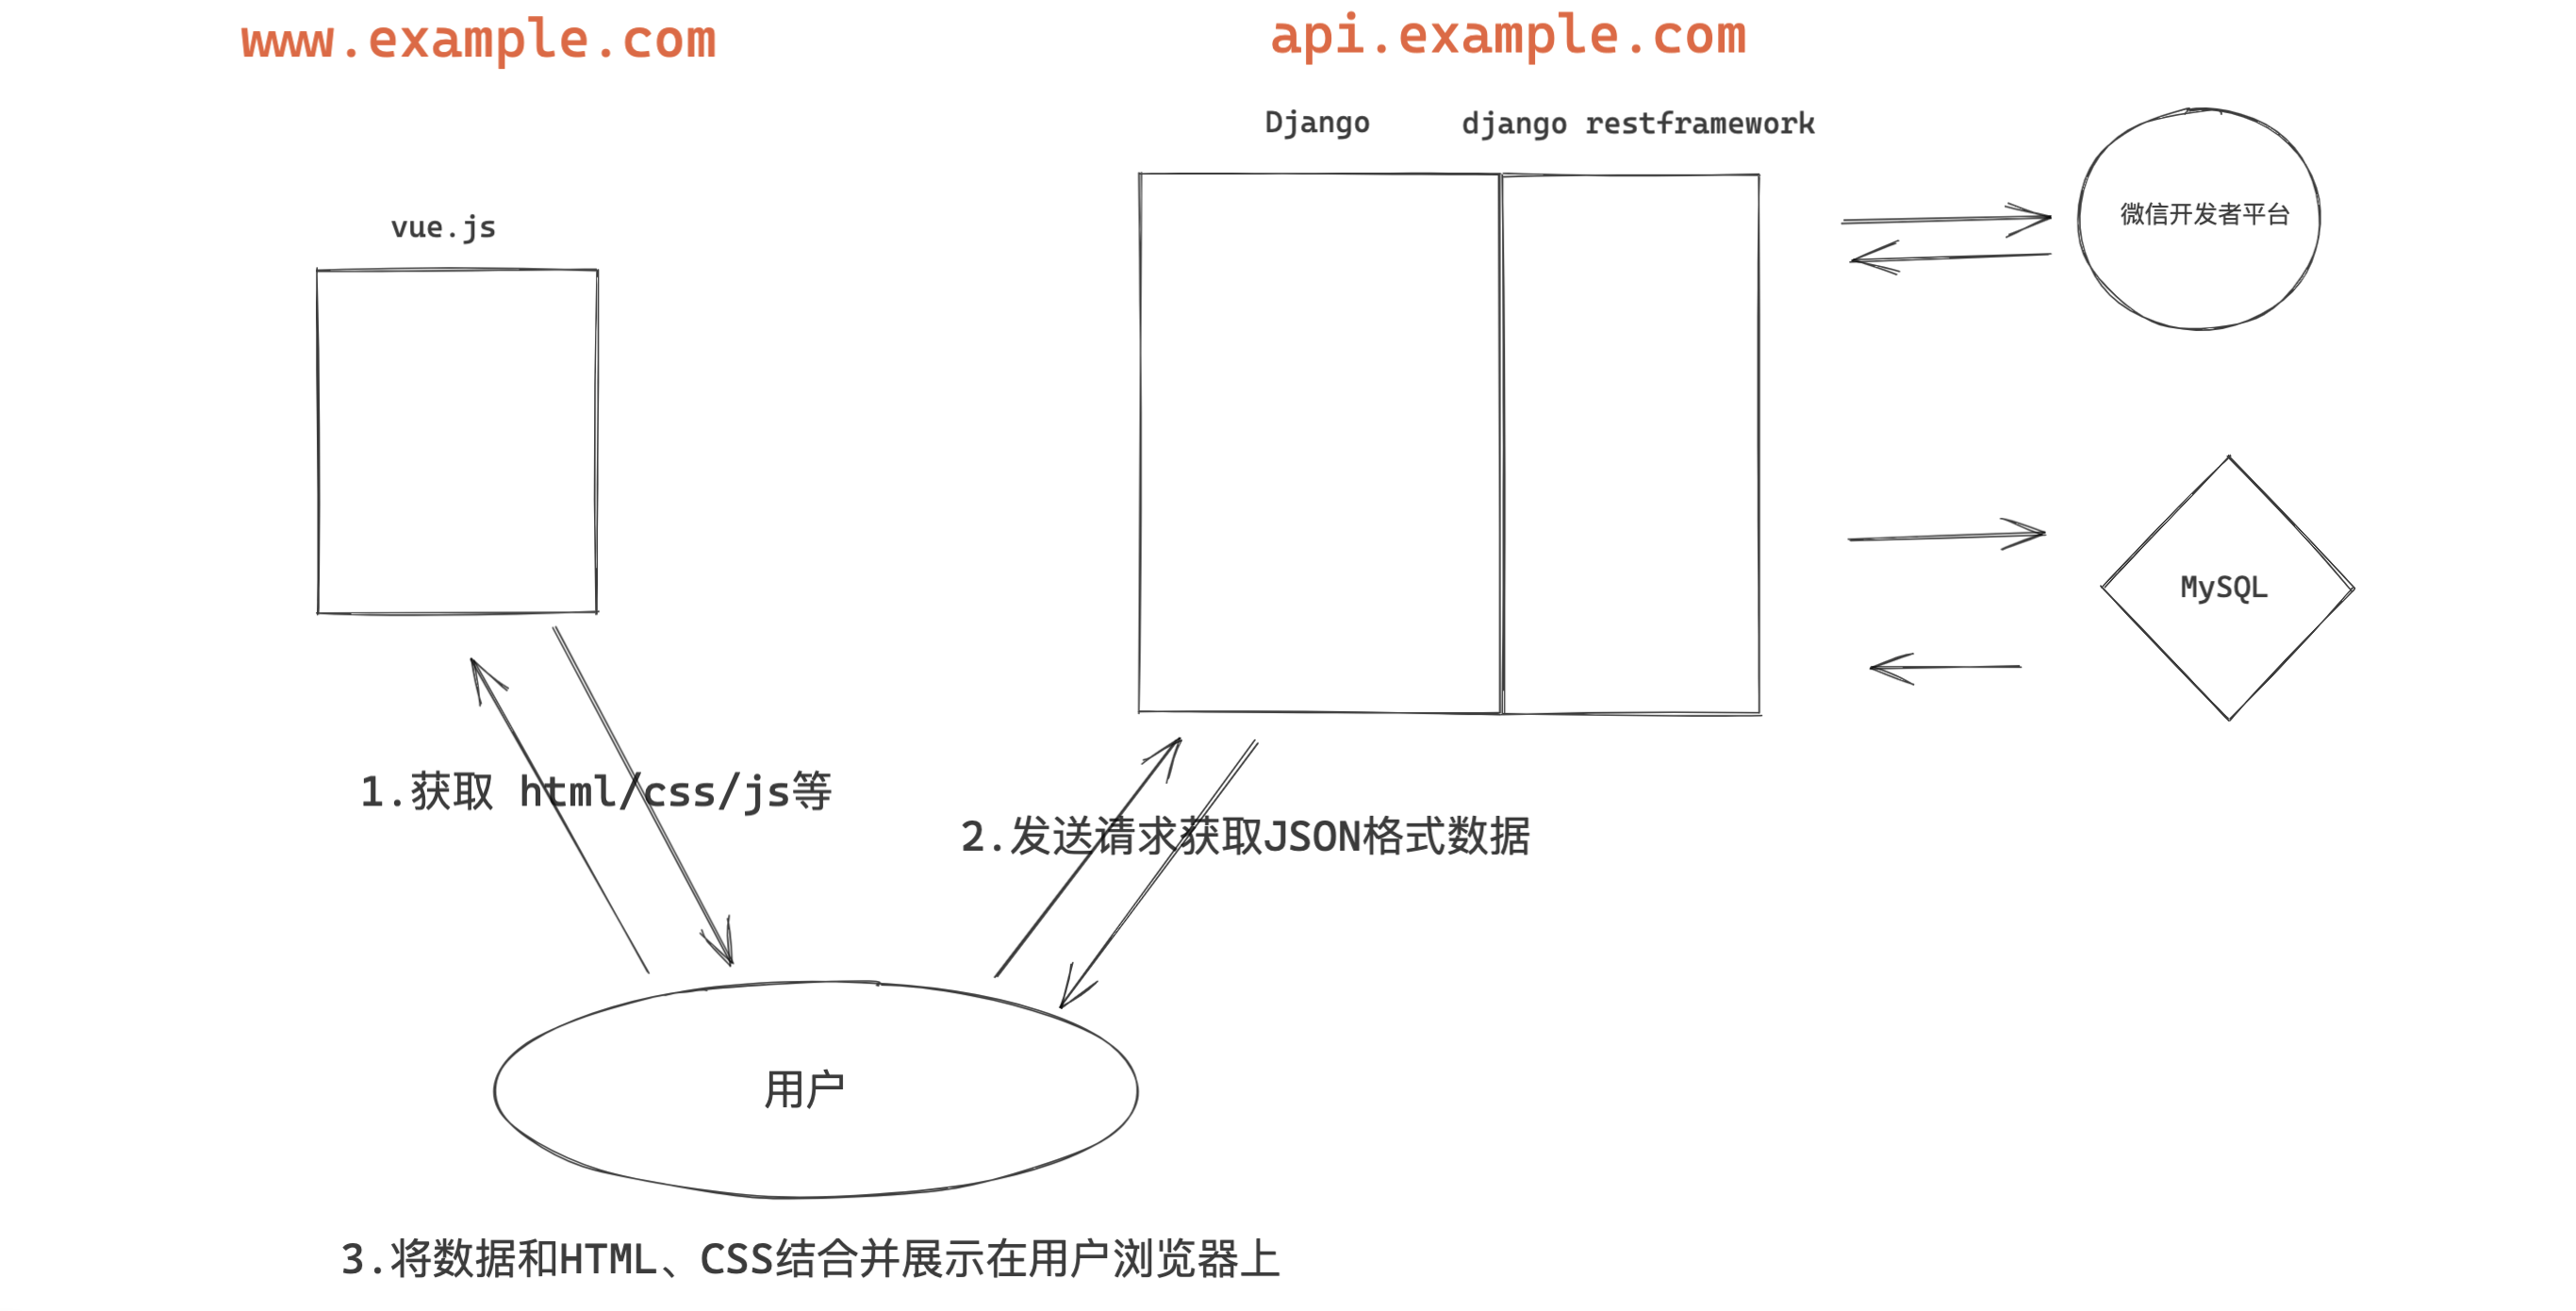 www.example.com
api.example.com
Django
django restframework
vue.js
微信开发者平台
MySQL
1.获取 html/css/js等
2.发送请求获取JSON格式数据
用户
3.将数据和HTML、CSS结合并展示在用户浏览器上